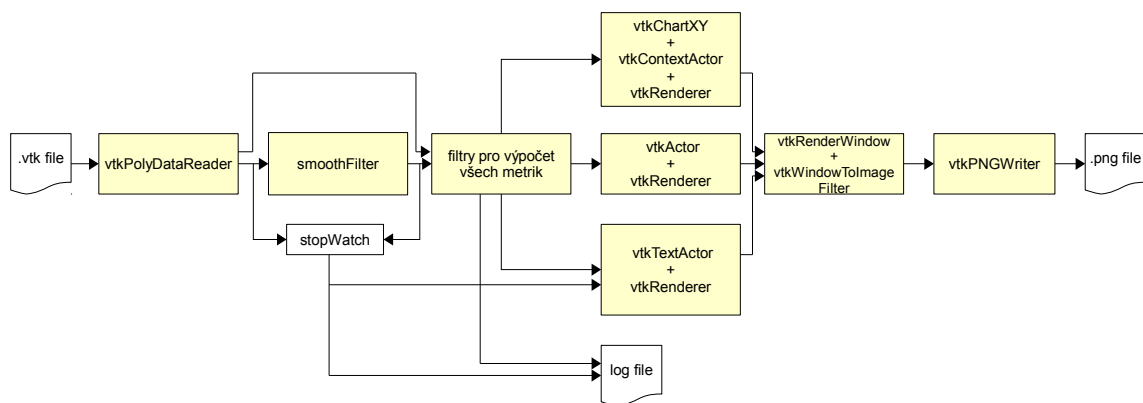 vtkChartXY
+
vtkContextActor
+
vtkRenderer
.vtk file
vtkPolyDataReader
smoothFilter
filtry pro výpočet
všech metrik
vtkActor
+
vtkRenderer
vtkRenderWindow
+
vtkWindowToImage
Filter
vtkPNGWriter
.png file
stopWatch
vtkTextActor
+
vtkRenderer
log file